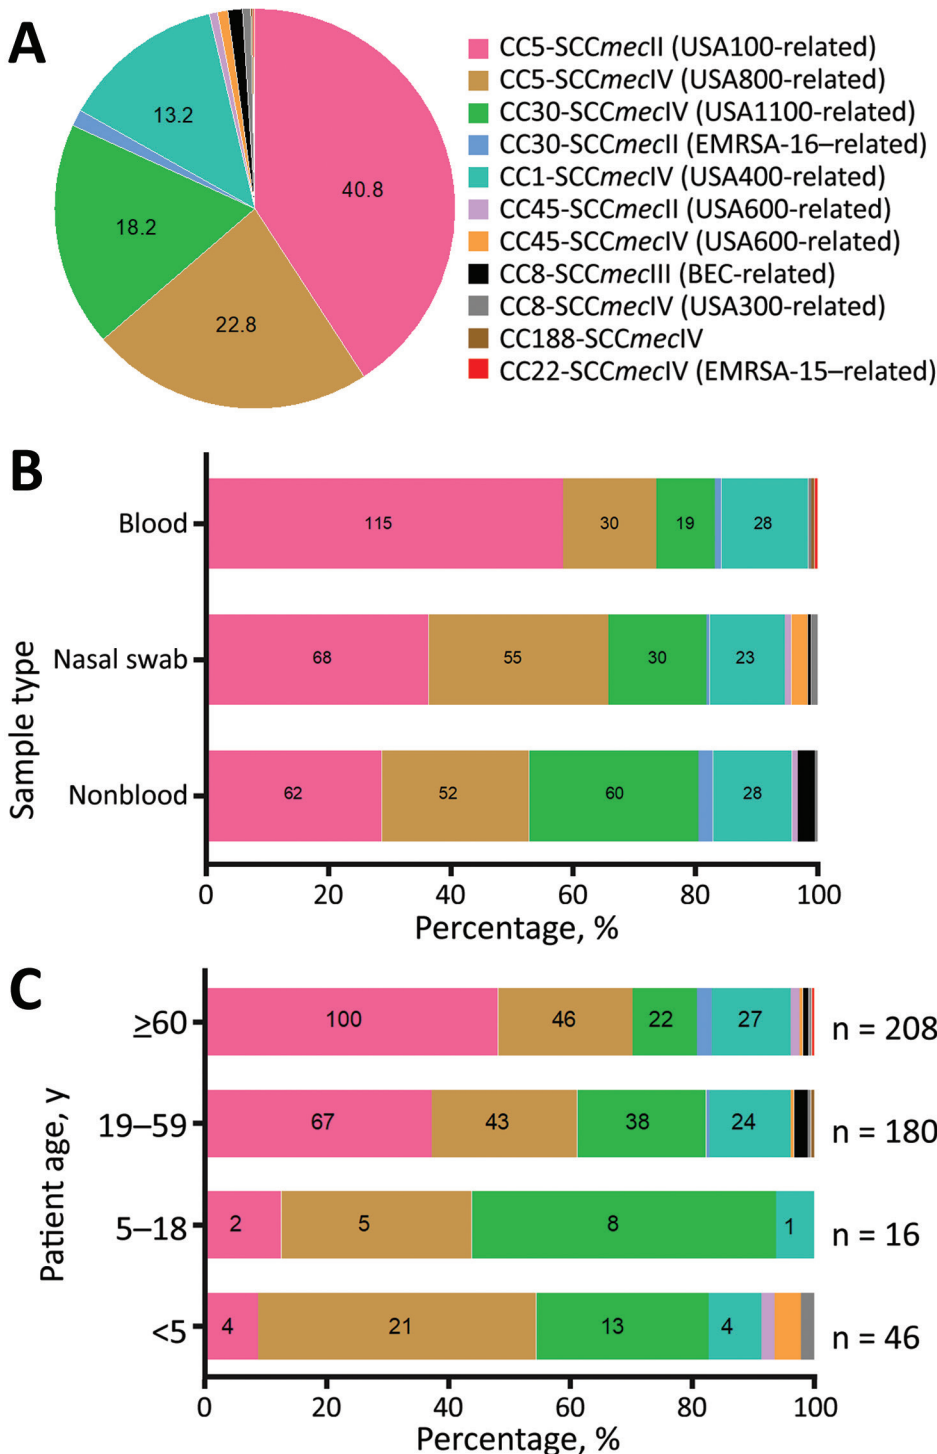 A
40.8
22.8
18.2
13.2
CC5-SCCmecII (USA100-related)
CC5-SCCmecIV (USA800-related)
CC30-SCCmecIV (USA1100-related)
CC30-SCCmecII (EMRSA-16–related)
CC1-SCCmecIV (USA400-related)
CC45-SCCmecII (USA600-related)
CC45-SCCmecIV (USA600-related)
CC8-SCCmecIII (BEC-related)
CC8-SCCmecIV (USA300-related)
CC188-SCCmecIV
CC22-SCCmecIV (EMRSA-15–related)
B
Sample type
Blood 115 30 19 28
Nasal swab 68 55 30 23
Nonblood 62 52 60 28
0 20 40 60 80 100
Percentage, %
C
Patient age, y
≥60 100 46 22 27 n = 208
19–59 67 43 38 24 n = 180
5–18 2 5 8 1 n = 16
<5 4 21 13 4 n = 46
0 20 40 60 80 100
Percentage, %